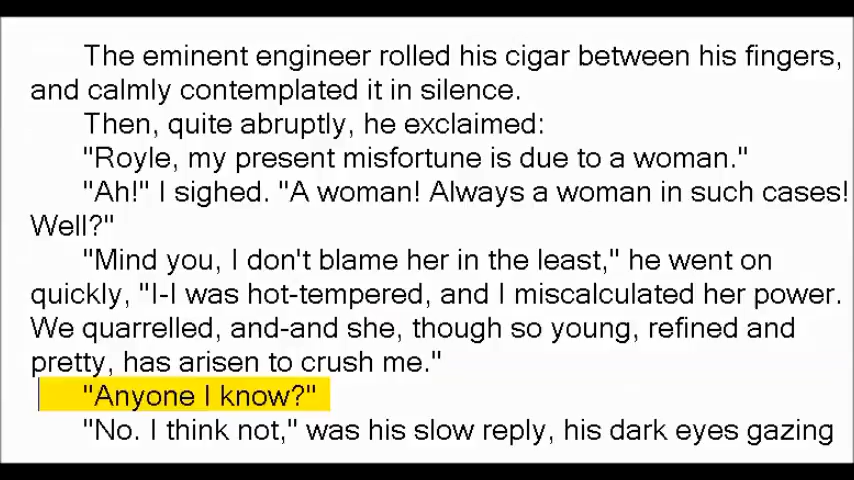 The eminent engineer rolled his cigar between his fingers,
and calmly contemplated it in silence.
Then, quite abruptly, he exclaimed:
"Royle, my present misfortune is due to a woman."
"Ah!" I sighed. "A woman! Always a woman in such cases!
Well?"
"Mind you, I don't blame her in the least," he went on
quickly, "I-I was hot-tempered, and I miscalculated her power.
We quarrelled, and-and she, though so young, refined and
pretty, has arisen to crush me."
"Anyone I know?"
"No. I think not," was his slow reply, his dark eyes gazing